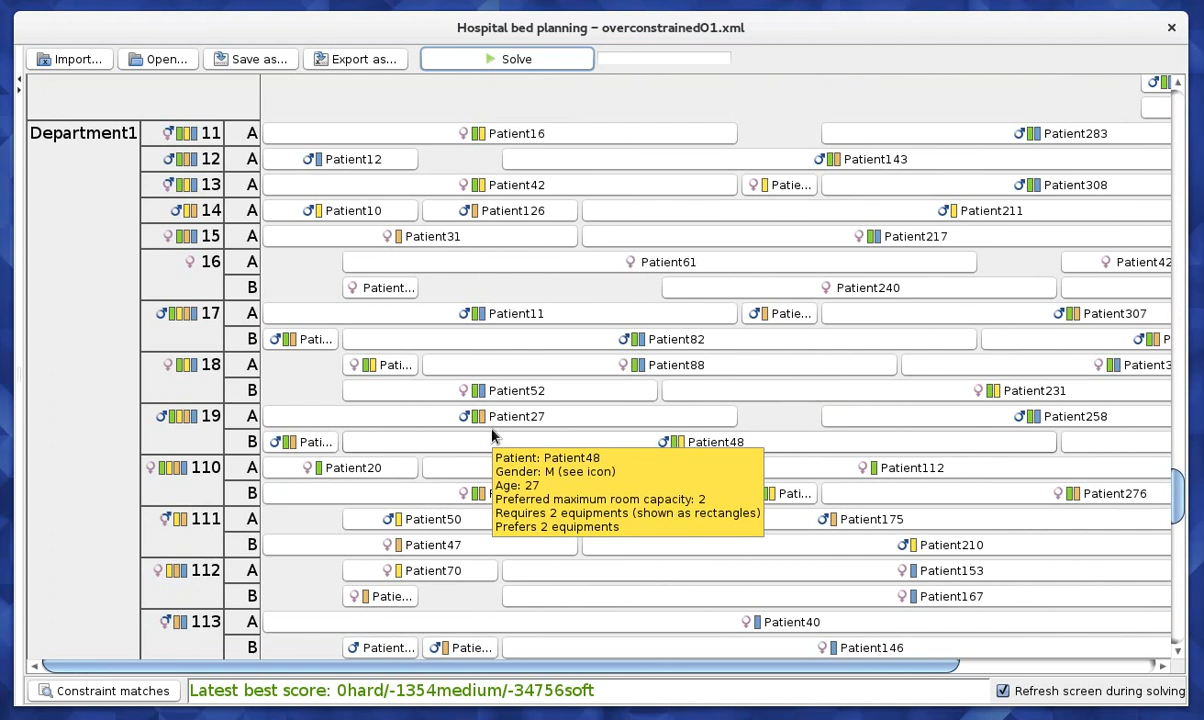 Hospital bed planning – overconstrained01.xml
Import... Open... Save as... Export as... Solve
Department1 11 A Patient16 Patient283
12 A Patient12 Patient143
13 A Patient42 Patie... Patient308
14 A Patient10 Patient126 Patient211
15 A Patient31 Patient217
16 A Patient61 Patient42
B Patient... Patient240
17 A Patient11 Patie... Patient307
B Pati... Patient82 P
18 A Pati... Patient88 Patient3
B Patient52 Patient231
19 A Patient27 Patient258
B Pati... Patient48
110 A Patient20 Patient112
B Pati... Patient276
111 A Patient50 Patient175
B Patient47 Patient210
112 A Patient70 Patient153
B Patie... Patient167
113 A Patient40
B Patient... Patie... Patient146
Patient: Patient48
Gender: M (see icon)
Age: 27
Preferred maximum room capacity: 2
Requires 2 equipments (shown as rectangles)
Prefers 2 equipments
Constraint matches Latest best score: 0hard/-1354medium/-34756soft Refresh screen during solving